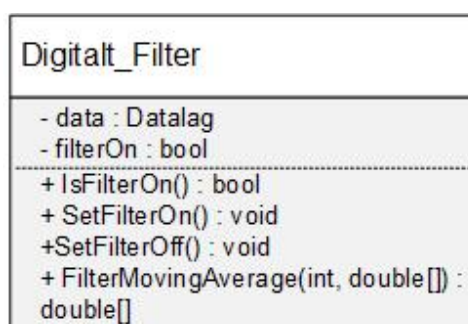 Digitalt_Filter
- data : Datalag
- filterOn : bool
+ IsFilterOn() : bool
+ SetFilterOn() : void
+SetFilterOff() : void
+ FilterMovingAverage(int, double[]) :
double[]